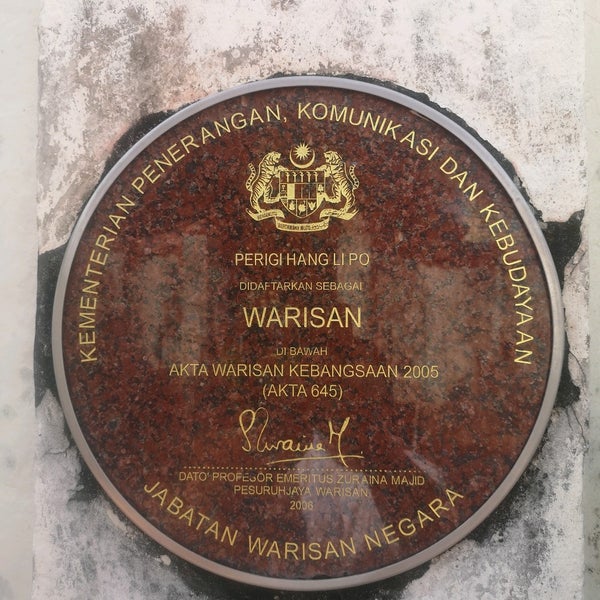 KEMENTERIAN PENERANGAN, KOMUNIKASI DAN KEBUDAYAAN
PERIGI HANG LI PO
DIDAFTARKAN SEBAGAI
WARISAN
DI BAWAH
AKTA WARISAN KEBANGSAAN 2005
(AKTA 645)
DATO' PROFESOR EMERITUS ZURAINA MAJID
PESURUHJAYA WARISAN
2006
JABATAN WARISAN NEGARA